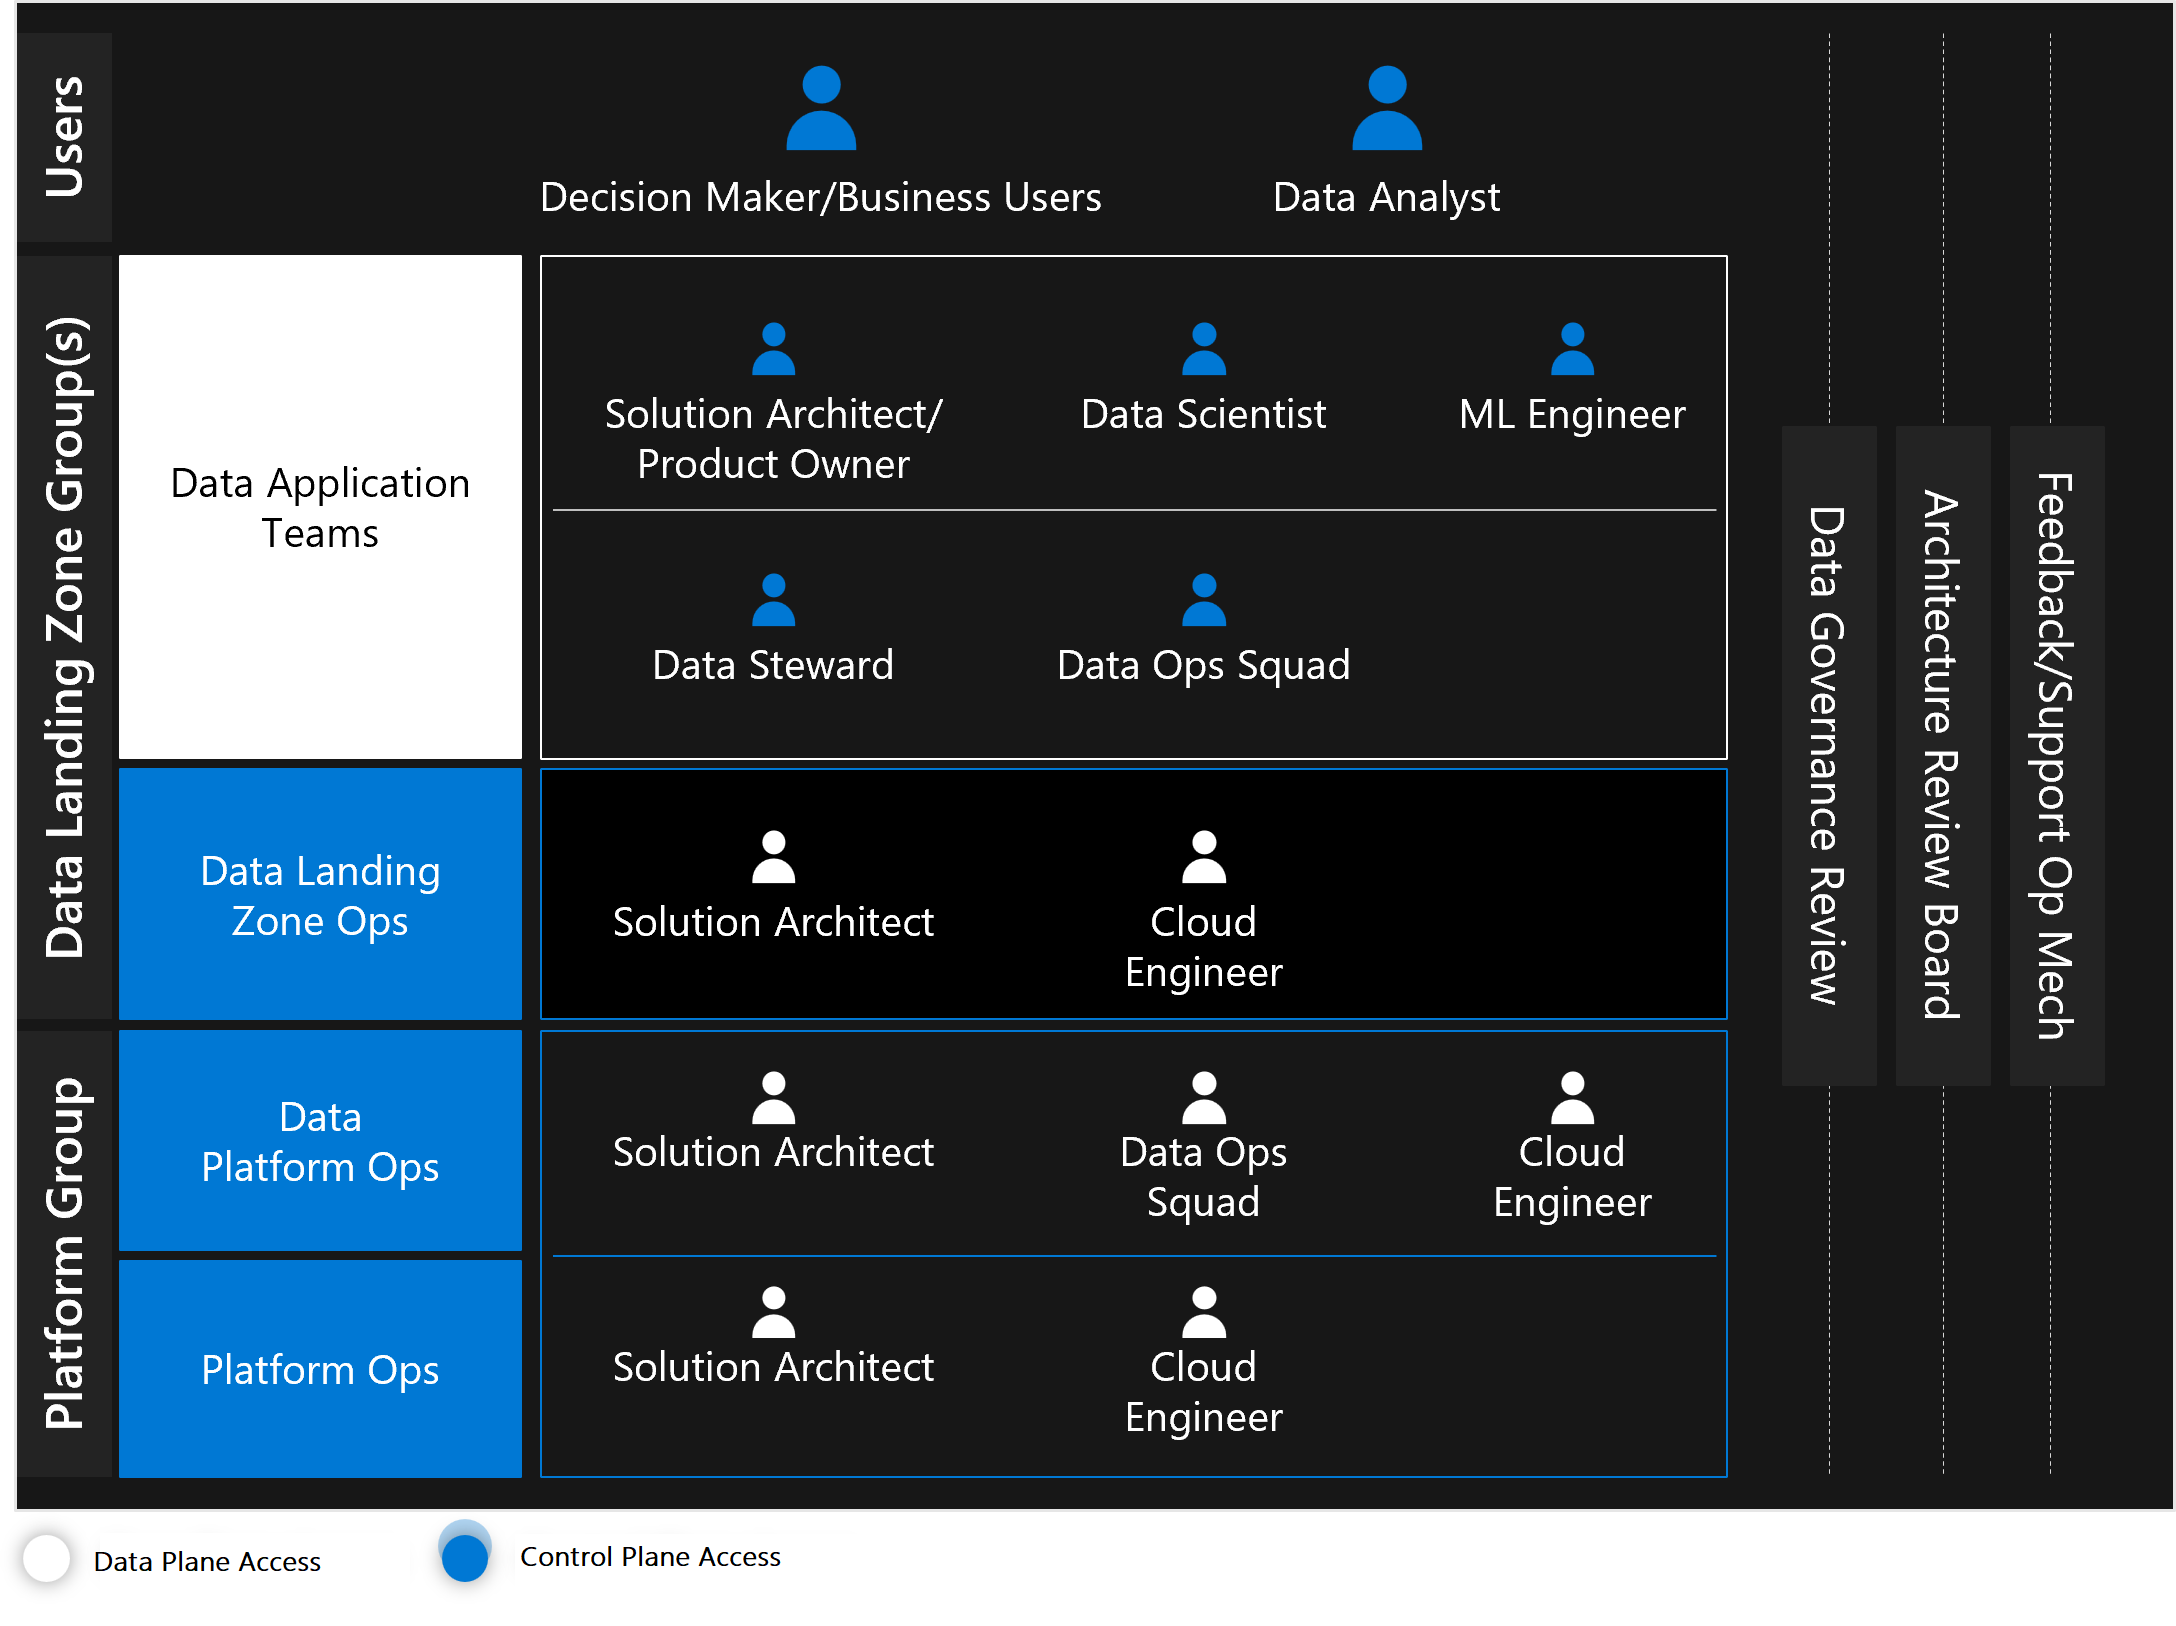 Users
Decision Maker/Business Users
Data Analyst
Data Landing Zone Group(s)
Data Application
Teams
Solution Architect/
Product Owner
Data Scientist
ML Engineer
Data Steward
Data Ops Squad
Data Landing
Zone Ops
Solution Architect
Cloud
Engineer
Platform Group
Data
Platform Ops
Solution Architect
Data Ops
Squad
Cloud
Engineer
Platform Ops
Solution Architect
Cloud
Engineer
Data Governance Review
Architecture Review Board
Feedback/Support Op Mech
Data Plane Access
Control Plane Access